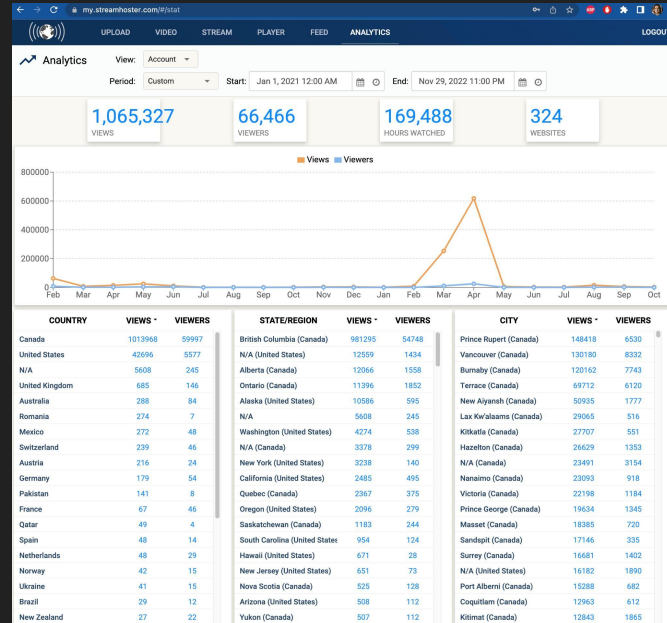 my.streamhoster.com/#/stat
UPLOAD VIDEO STREAM PLAYER FEED ANALYTICS LOGOUT
Analytics View: Account
Period: Custom Start: Jan 1, 2021 12:00 AM End: Nov 29, 2022 11:00 PM
1,065,327 66,466 169,488 324
VIEWS VIEWERS HOURS WATCHED WEBSITES
Views Viewers
800000
600000
400000
200000
0
Feb Mar Apr May Jun Jul Aug Sep Oct Nov Dec Jan Feb Mar Apr May Jun Jul Aug Sep Oct
COUNTRY VIEWS VIEWERS STATE/REGION VIEWS VIEWERS CITY VIEWS VIEWERS
Canada 1013968 59997 British Columbia (Canada) 981295 54748 Prince Rupert (Canada) 148418 6530
United States 42696 5577 N/A (United States) 12559 1434 Vancouver (Canada) 130180 8332
N/A 5608 245 Alberta (Canada) 12066 1558 Burnaby (Canada) 120162 7743
United Kingdom 685 146 Ontario (Canada) 11396 1852 Terrace (Canada) 69712 6120
Australia 288 84 Alaska (United States) 10586 595 New Aiyansh (Canada) 50935 1777
Romania 274 7 N/A 5608 245 Lax Kw'alaams (Canada) 29065 516
Mexico 272 48 Washington (United States) 4274 538 Kitkatla (Canada) 27707 551
Switzerland 239 46 N/A (Canada) 3378 299 Hazelton (Canada) 26629 1353
Austria 216 24 New York (United States) 3238 140 N/A (Canada) 23491 3154
Germany 179 54 California (United States) 2485 495 Nanaimo (Canada) 23093 918
Pakistan 141 8 Quebec (Canada) 2367 375 Victoria (Canada) 22198 1184
France 67 46 Oregon (United States) 2096 279 Prince George (Canada) 19634 1345
Qatar 49 4 Saskatchewan (Canada) 1183 244 Masset (Canada) 18385 720
Spain 48 14 South Carolina (United States 954 124 Sandspit (Canada) 17146 335
Netherlands 48 29 Hawaii (United States) 671 28 Surrey (Canada) 16681 1402
Norway 42 15 New Jersey (United States) 651 73 N/A (United States) 16182 1890
Ukraine 41 15 Nova Scotia (Canada) 525 128 Port Alberni (Canada) 15288 682
Brazil 29 12 Arizona (United States) 508 112 Coquitlam (Canada) 12963 612
New Zealand 27 22 Yukon (Canada) 507 112 Kitimat (Canada) 12843 1865